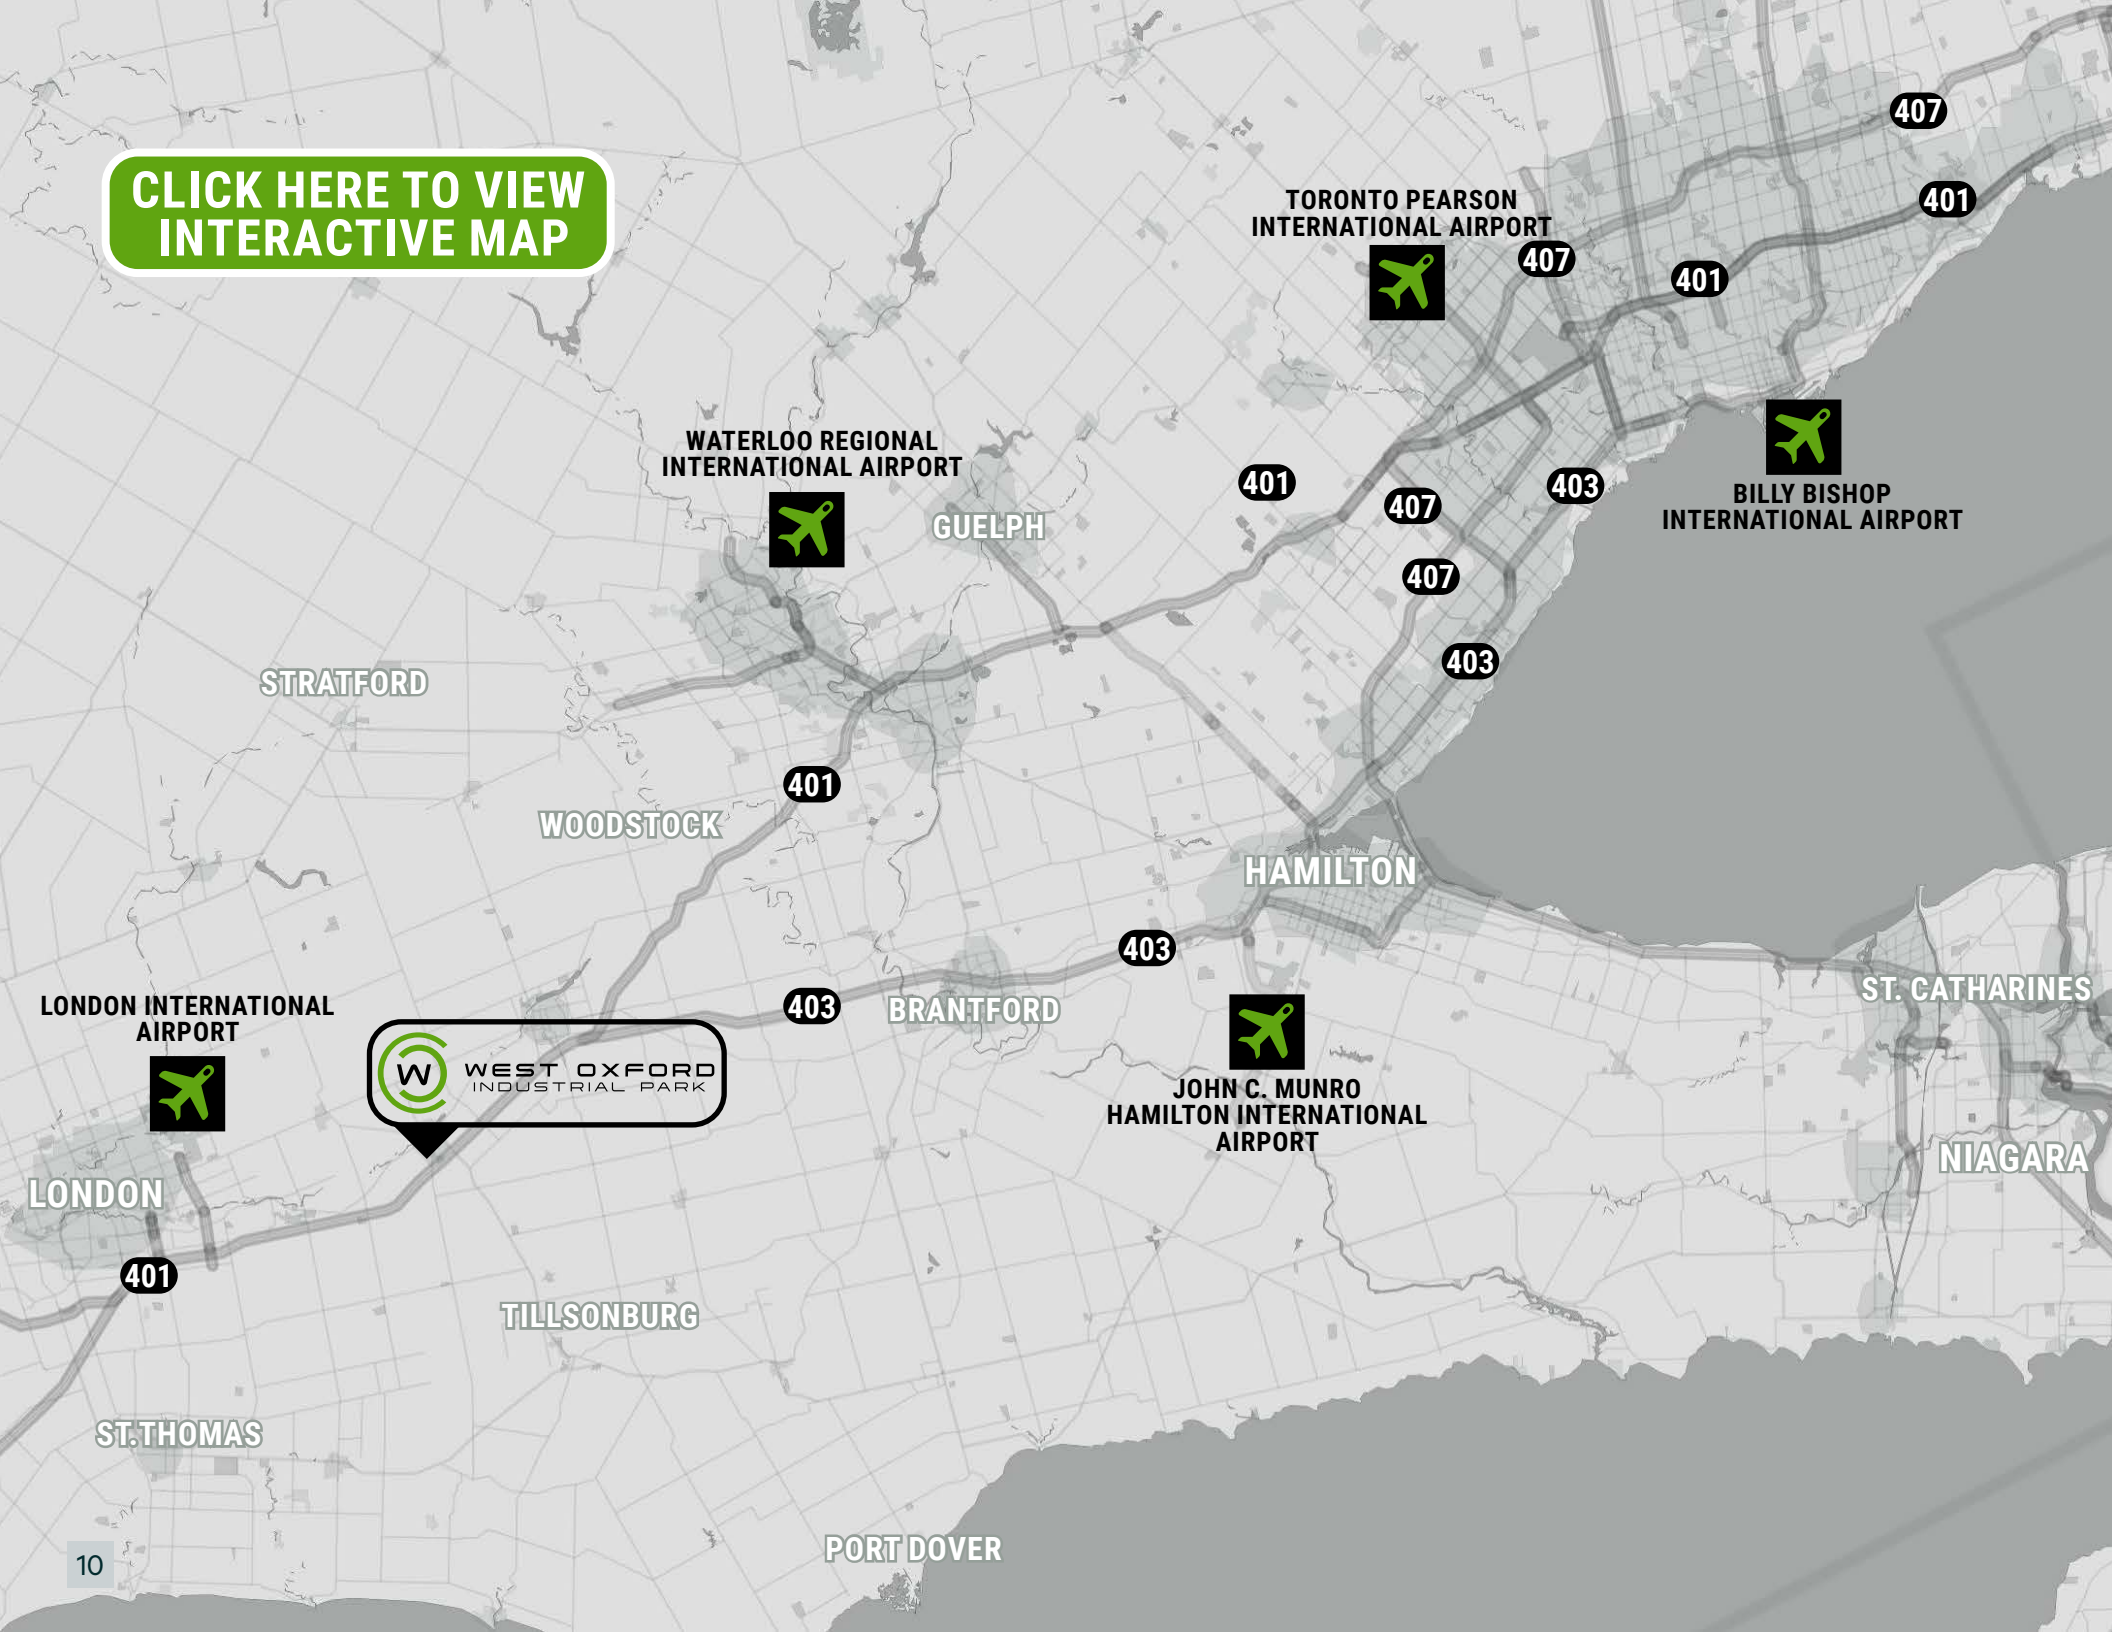 CLICK HERE TO VIEW
INTERACTIVE MAP
407
TORONTO PEARSON
INTERNATIONAL AIRPORT
401
407
401
WATERLOO REGIONAL
INTERNATIONAL AIRPORT
401
407
403
BILLY BISHOP
INTERNATIONAL AIRPORT
GUELPH
407
403
STRATFORD
401
WOODSTOCK
HAMILTON
403
LONDON INTERNATIONAL
AIRPORT
403
BRANTFORD
ST. CATHARINES
W
WEST OXFORD
INDUSTRIAL PARK
JOHN C. MUNRO
HAMILTON INTERNATIONAL
AIRPORT
NIAGARA
LONDON
401
TILLSONBURG
ST.THOMAS
PORT DOVER
10